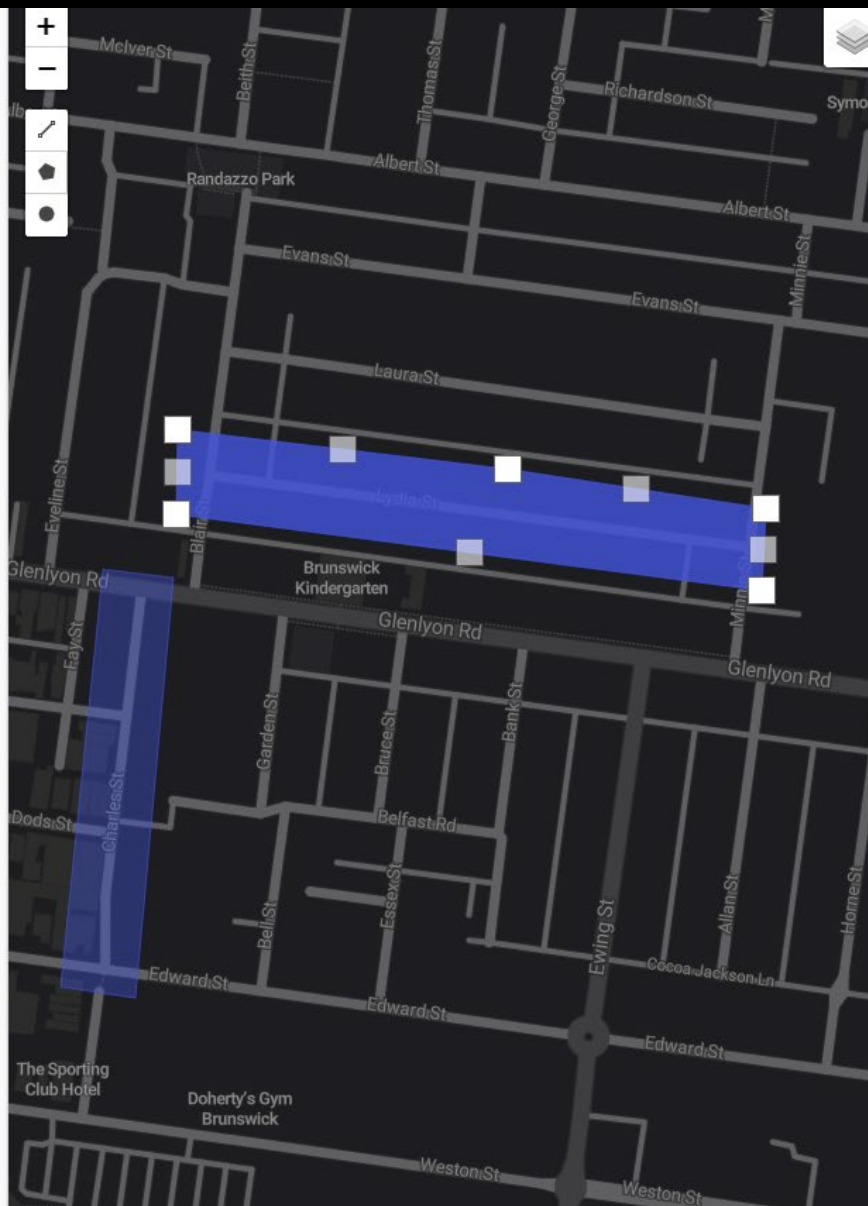 +
McIver St
Beith St
Thomas St
George St
M
−
Richardson St
Symo
Albert St
Randazzo Park
Albert St
Evans St
Minnie St
Evans St
Laura St
Eveline St
Lydia St
Blair St
Brunswick
Kindergarten
Minnie St
Glenlyon Rd
Glenlyon Rd
Glenlyon Rd
Fay St
Garden St
Bruce St
Bank St
Charles St
Dods St
Belfast Rd
Bell St
Essex St
Ewing St
Allan St
Horne St
Cocoa Jackson Ln
Edward St
Edward St
Edward St
The Sporting
Club Hotel
Doherty's Gym
Brunswick
Weston St
Weston St